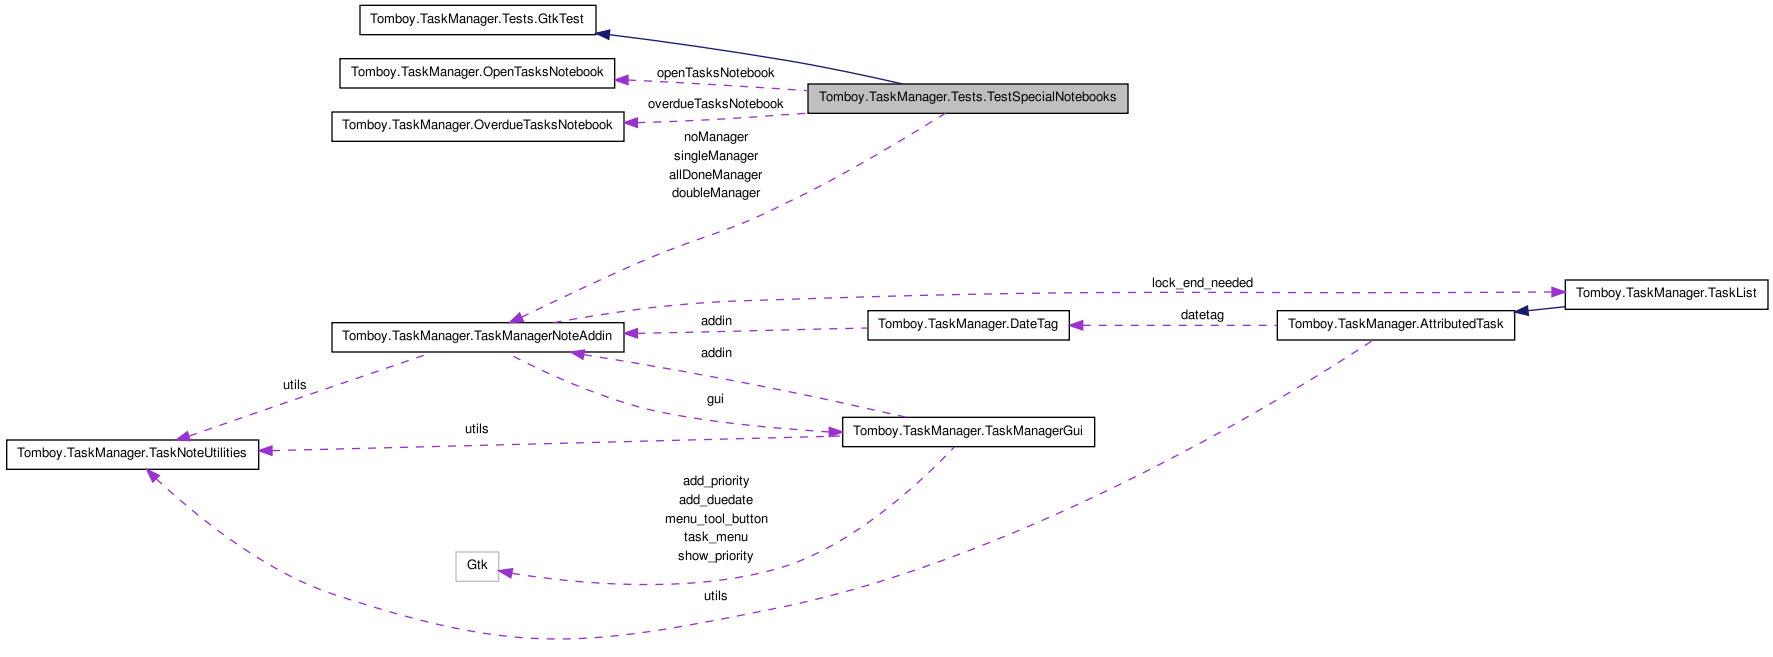 Tomboy.TaskManager.Tests.GtkTest
Tomboy.TaskManager.OpenTasksNotebook
openTasksNotebook
Tomboy.TaskManager.Tests.TestSpecialNotebooks
overdueTasksNotebook
Tomboy.TaskManager.OverdueTasksNotebook
noManager
singleManager
allDoneManager
doubleManager
lock_end_needed
Tomboy.TaskManager.TaskList
addin
datetag
Tomboy.TaskManager.DateTag
Tomboy.TaskManager.AttributedTask
Tomboy.TaskManager.TaskManagerNoteAddin
addin
utils
gui
utils
Tomboy.TaskManager.TaskManagerGui
Tomboy.TaskManager.TaskNoteUtilities
add_priority
add_duedate
menu_tool_button
task_menu
show_priority
Gtk
utils